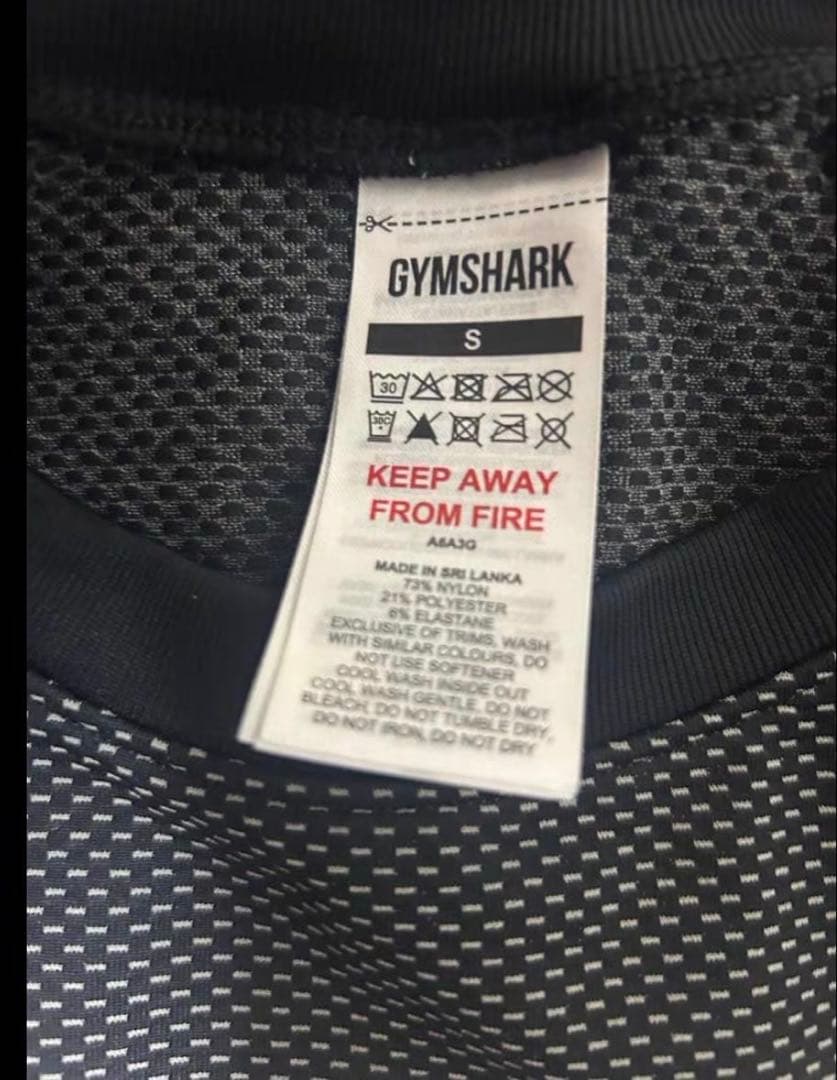 GYMSHARK
S
30
30C
KEEP AWAY
FROM FIRE
A6A3G
MADE IN SRI LANKA
73% NYLON
21% POLYESTER
6% ELASTANE
EXCLUSIVE OF TRIMS, WASH
WITH SIMILAR COLOURS, DO
NOT USE SOFTENER
COOL WASH INSIDE OUT
COOL WASH GENTLE, DO NOT
BLEACH, DO NOT TUMBLE DRY,
DO NOT IRON, DO NOT DRY